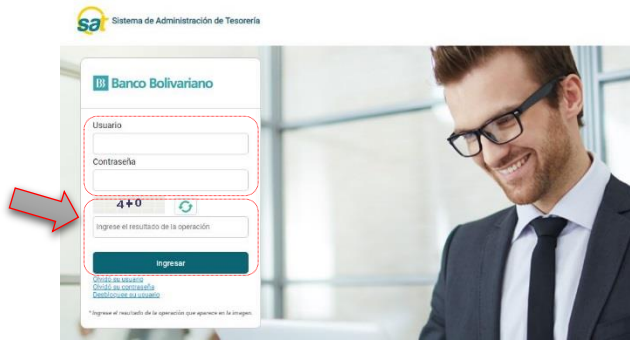 sat Sistema de Administración de Tesorería
Banco Bolivariano
Usuario
Contraseña
4+0
Ingrese el resultado de la operación
Ingresar
Olvidó su usuario
Olvidó su contraseña
Desbloquee su usuario
* Ingrese el resultado de la operación que aparece en la imagen.